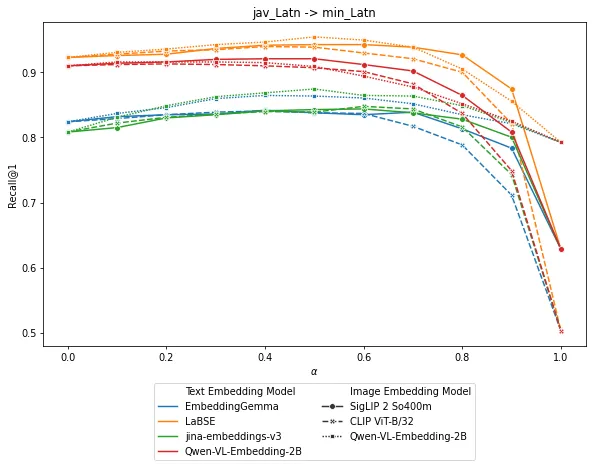 jav_Latn -> min_Latn
Recall@1
0.9
0.8
0.7
0.6
0.5
0.0
0.2
0.4
0.6
0.8
1.0
α
Text Embedding Model
EmbeddingGemma
LaBSE
jina-embeddings-v3
Qwen-VL-Embedding-2B
Image Embedding Model
SigLIP 2 So400m
CLIP ViT-B/32
Qwen-VL-Embedding-2B